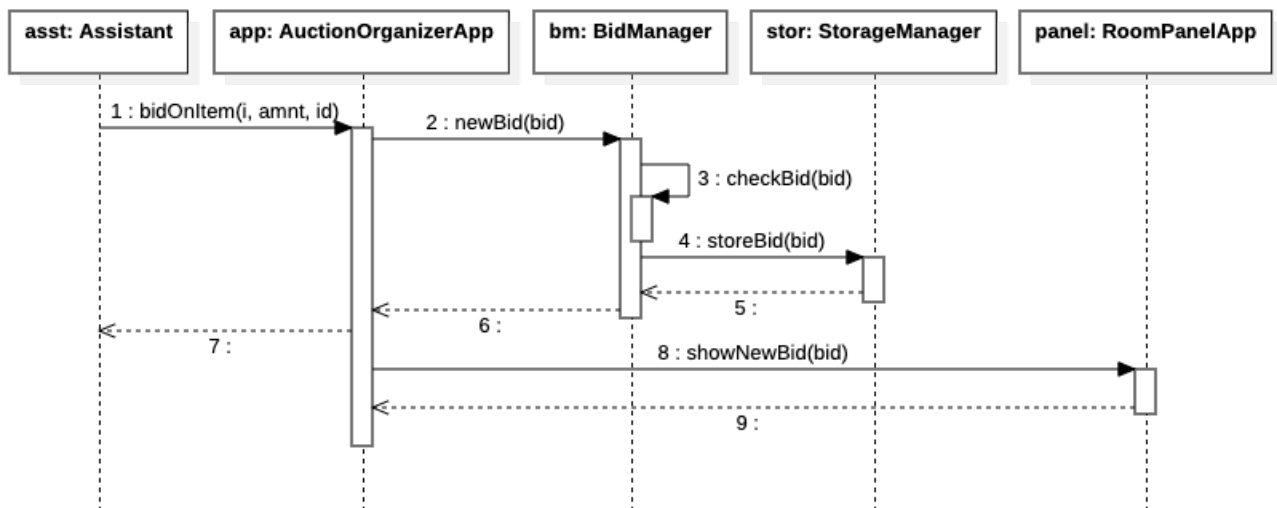 asst: Assistant
app: AuctionOrganizerApp
bm: BidManager
stor: StorageManager
panel: RoomPanelApp
1 : bidOnItem(i, amnt, id)
2 : newBid(bid)
3 : checkBid(bid)
4 : storeBid(bid)
5 :
6 :
7 :
8 : showNewBid(bid)
9 :